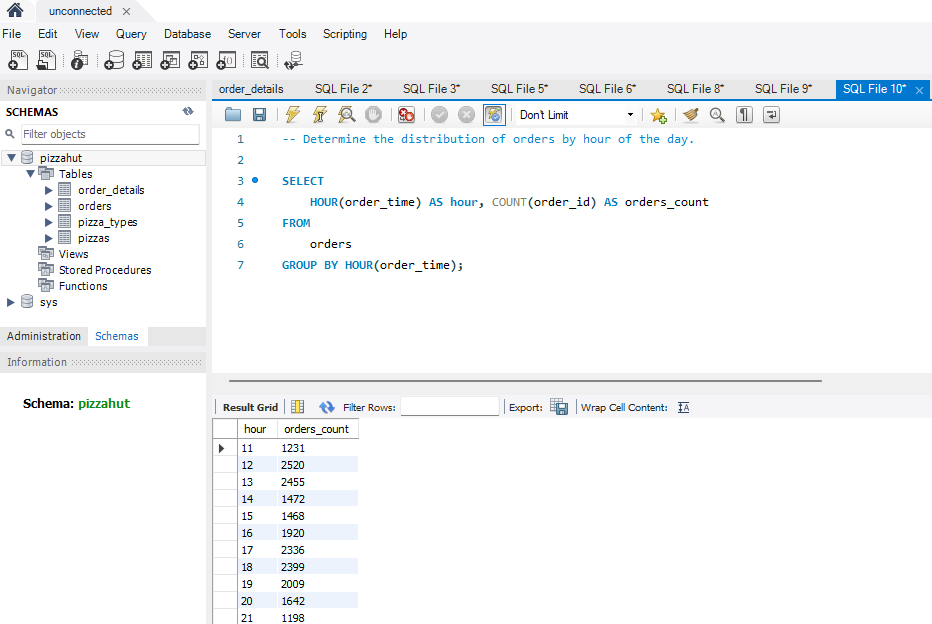 unconnected
File Edit View Query Database Server Tools Scripting Help
Navigator
SCHEMAS
Filter objects
pizzahut
Tables
order_details
orders
pizza_types
pizzas
Views
Stored Procedures
Functions
sys
Administration Schemas
Information
Schema: pizzahut
order_details SQL File 2* SQL File 3* SQL File 5* SQL File 6* SQL File 8* SQL File 9* SQL File 10*
Don't Limit
1 -- Determine the distribution of orders by hour of the day.
2
3 SELECT
4 HOUR(order_time) AS hour, COUNT(order_id) AS orders_count
5 FROM
6 orders
7 GROUP BY HOUR(order_time);
Result Grid Filter Rows: Export: Wrap Cell Content:
hour orders_count
11 1231
12 2520
13 2455
14 1472
15 1468
16 1920
17 2336
18 2399
19 2009
20 1642
21 1198